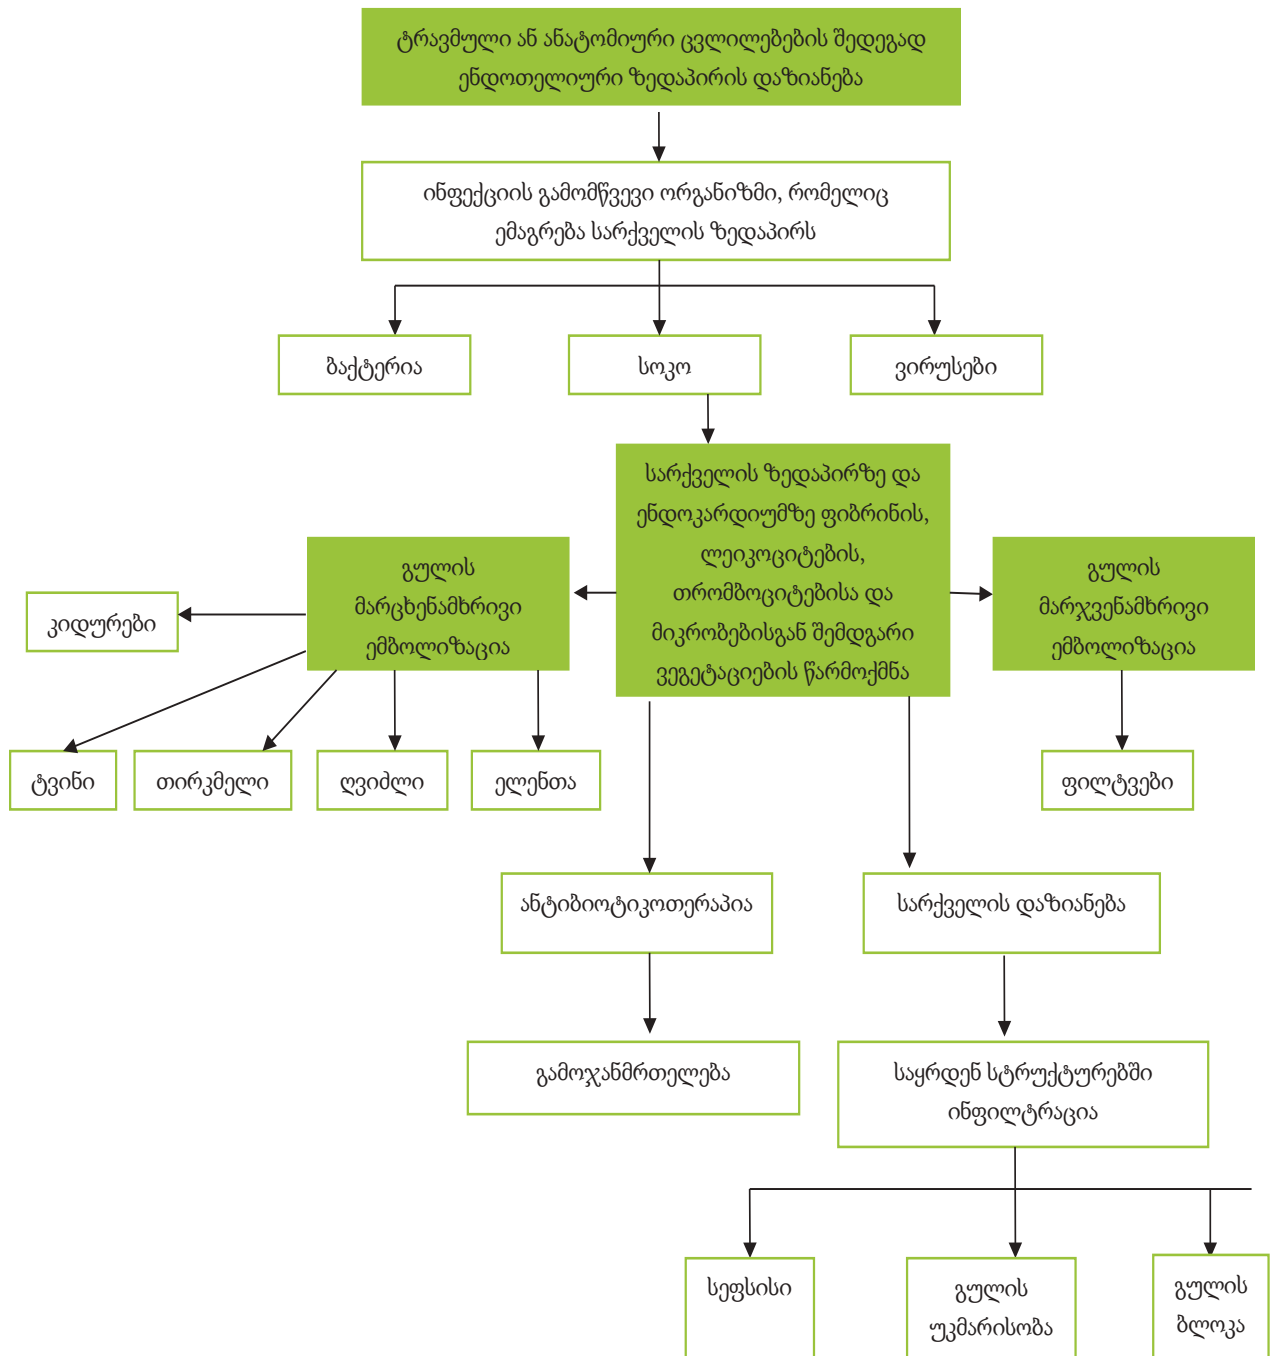 ტრავმული ან ანატომიური ცვლილებების შედეგად
ენდოთელიური ზედაპირის დაზიანება
ინფექციის გამომწვევი ორგანიზმი, რომელიც
ემაგრება სარქველის ზედაპირს
ბაქტერია
სოკო
ვირუსები
სარქველის ზედაპირზე და
ენდოკარდიუმზე ფიბრინის,
ლეიკოციტების,
თრომბოციტებისა და
მიკრობებისგან შემდგარი
ვეგეტაციების წარმოქმნა
გულის
მარცხენამხრივი
ემბოლიზაცია
გულის
მარჯვენამხრივი
ემბოლიზაცია
კიდურები
ტვინი
თირკმელი
ღვიძლი
ელენთა
ფილტვები
ანტიბიოტიკოთერაპია
სარქველის დაზიანება
გამოჯანმრთელება
საყრდენ სტრუქტურებში
ინფილტრაცია
სეფსისი
გულის
უკმარისობა
გულის
ბლოკა